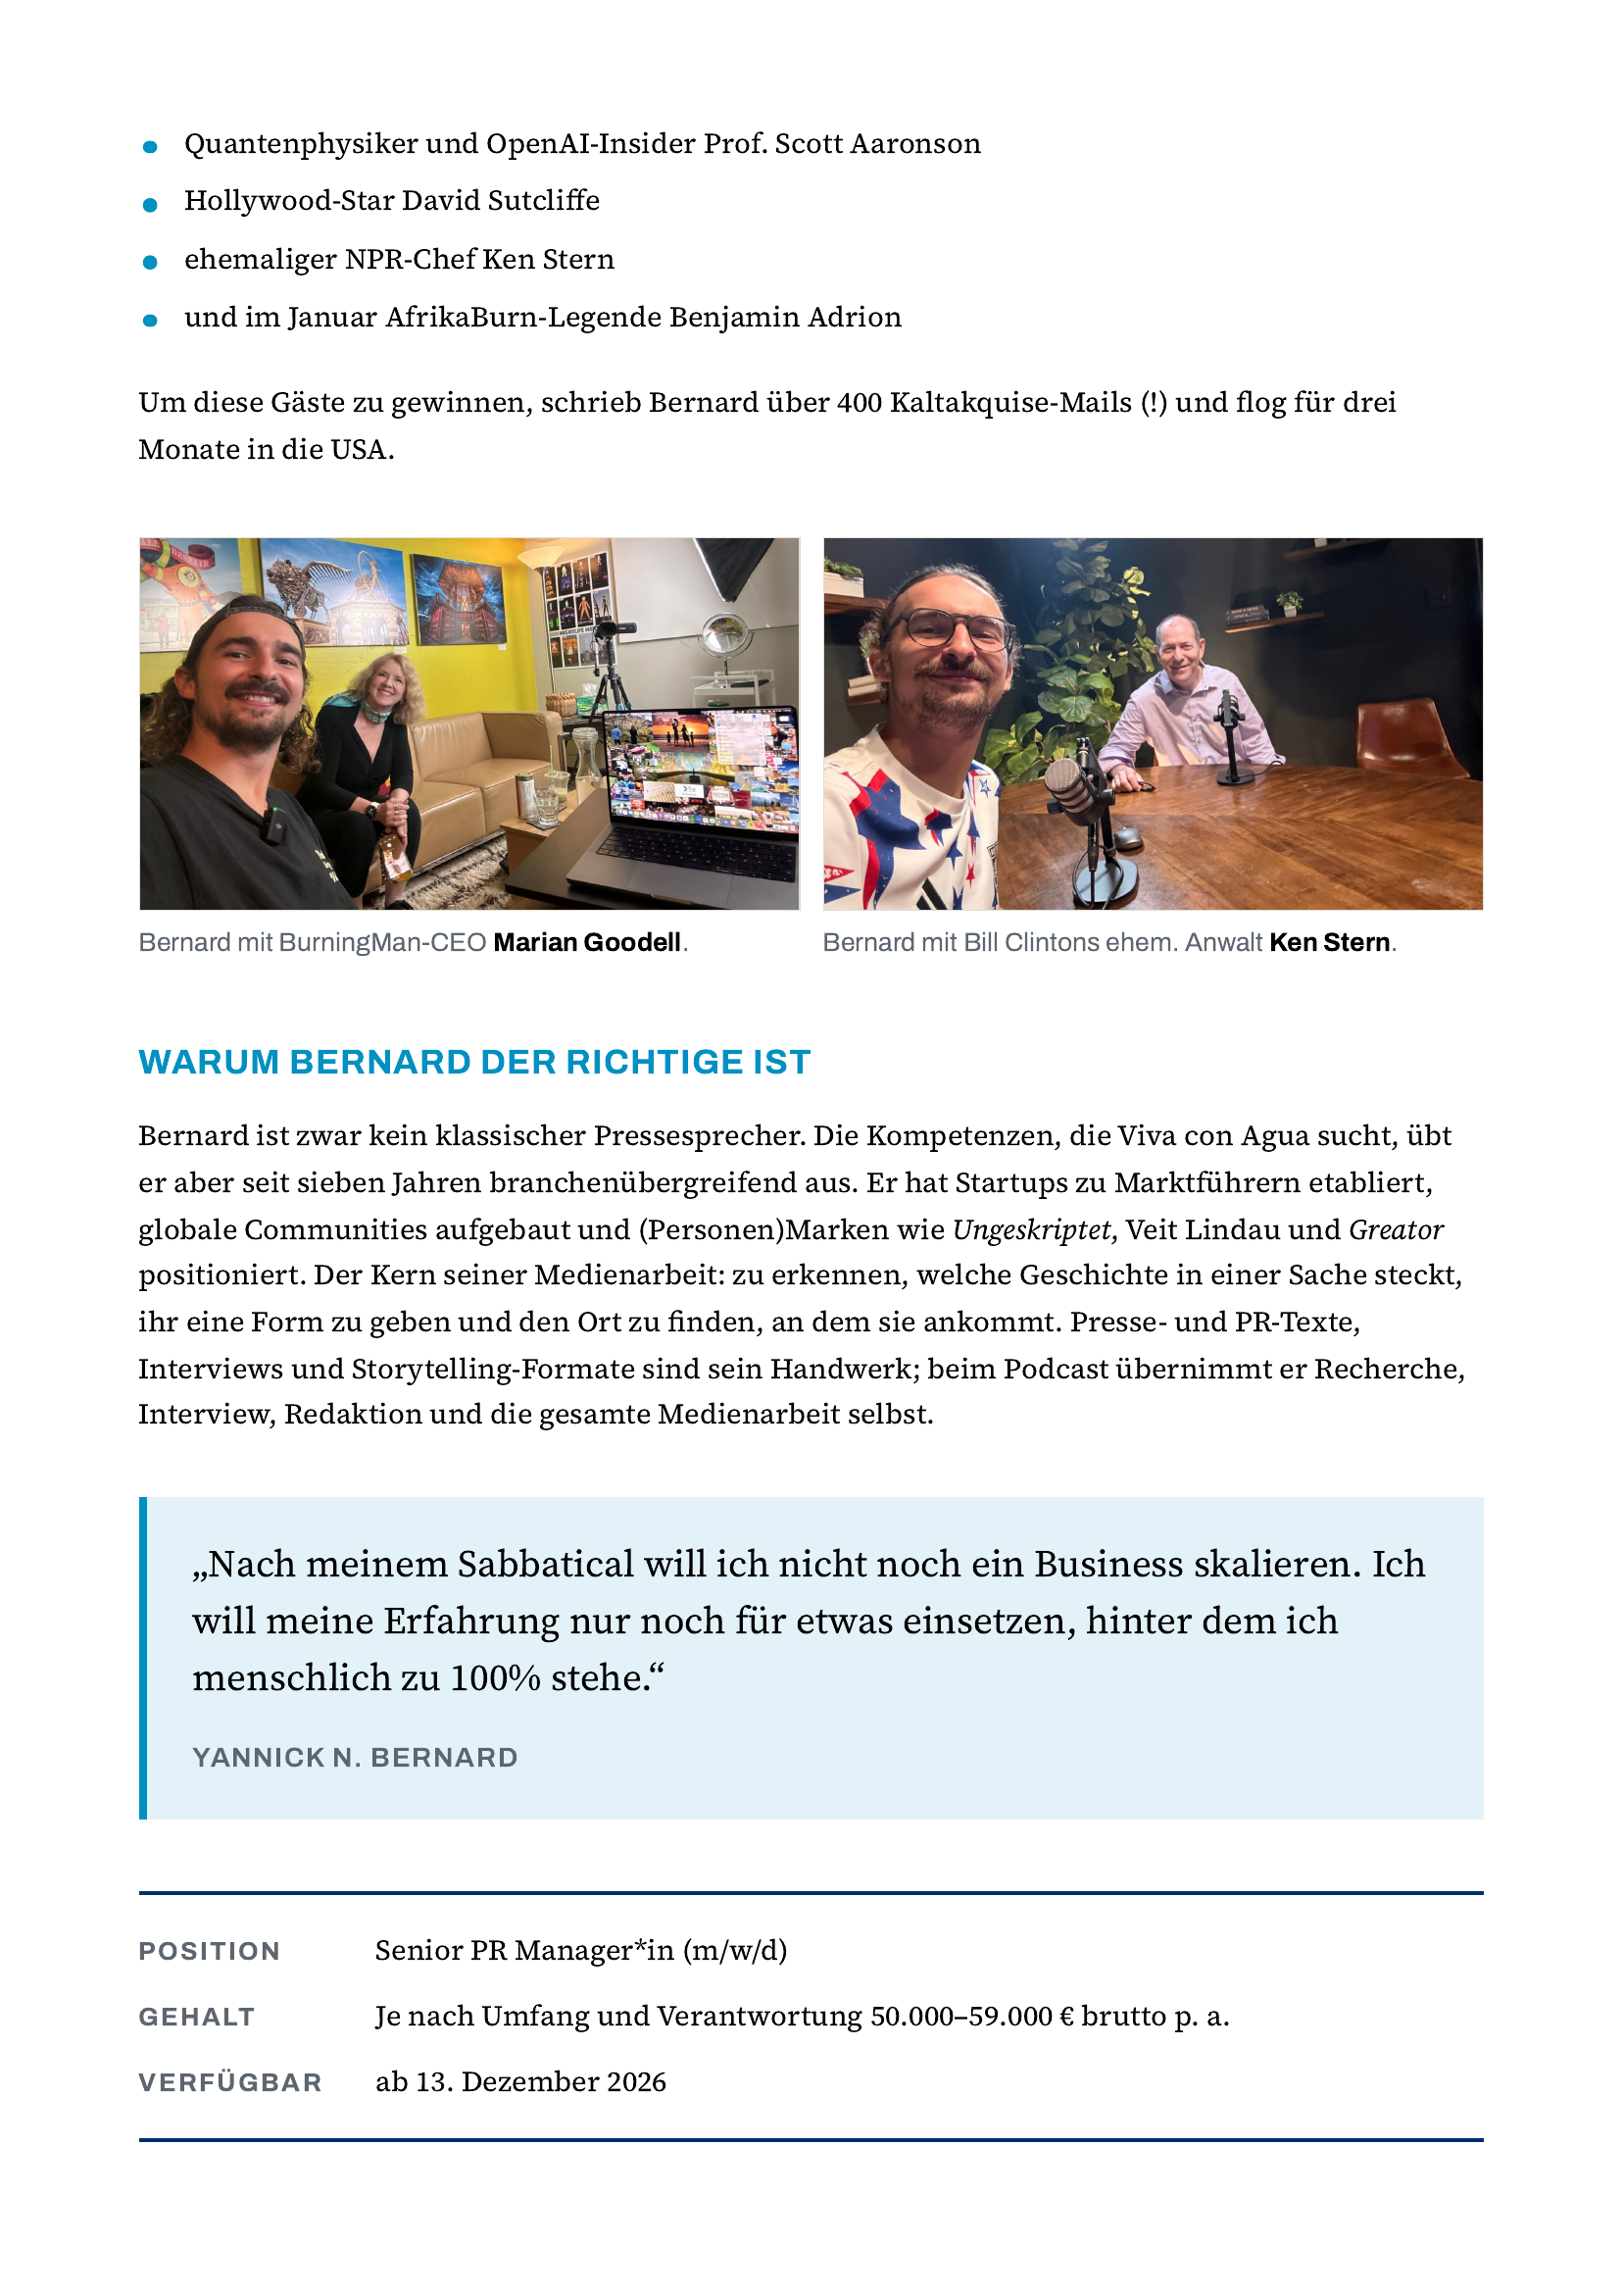 Quantenphysiker und OpenAI-Insider Prof. Scott Aaronson
Hollywood-Star David Sutcliffe
ehemaliger NPR-Chef Ken Stern
und im Januar AfrikaBurn-Legende Benjamin Adrion
Um diese Gäste zu gewinnen, schrieb Bernard über 400 Kaltakquise-Mails (!) und flog für drei
Monate in die USA.
Bernard mit BurningMan-CEO Marian Goodell.
Bernard mit Bill Clintons ehem. Anwalt Ken Stern.
WARUM BERNARD DER RICHTIGE IST
Bernard ist zwar kein klassischer Pressesprecher. Die Kompetenzen, die Viva con Agua sucht, übt
er aber seit sieben Jahren branchenübergreifend aus. Er hat Startups zu Marktführern etabliert,
globale Communities aufgebaut und (Personen)Marken wie Ungeskriptet, Veit Lindau und Greator
positioniert. Der Kern seiner Medienarbeit: zu erkennen, welche Geschichte in einer Sache steckt,
ihr eine Form zu geben und den Ort zu finden, an dem sie ankommt. Presse- und PR-Texte,
Interviews und Storytelling-Formate sind sein Handwerk; beim Podcast übernimmt er Recherche,
Interview, Redaktion und die gesamte Medienarbeit selbst.
„Nach meinem Sabbatical will ich nicht noch ein Business skalieren. Ich
will meine Erfahrung nur noch für etwas einsetzen, hinter dem ich
menschlich zu 100% stehe.“
YANNICK N. BERNARD
POSITION Senior PR Manager*in (m/w/d)
GEHALT Je nach Umfang und Verantwortung 50.000–59.000 € brutto p. a.
VERFÜGBAR ab 13. Dezember 2026